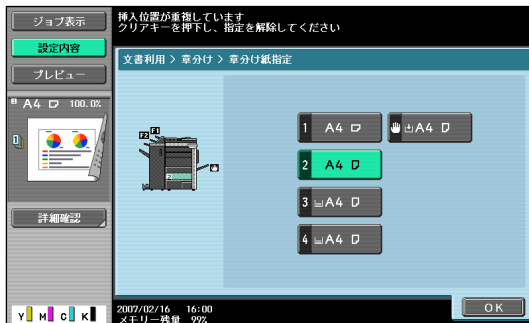 ジョブ表示
設定内容
プレビュー
A4 100.0%
詳細確認
Y M C K
挿入位置が重複しています
クリアキーを押下し、指定を解除してください
文書利用 > 章分け > 章分け紙指定
F2 F1
2
1 A4
A4
2 A4
3 A4
4 A4
2007/02/16 16:00
メモリー残量 99%
OK